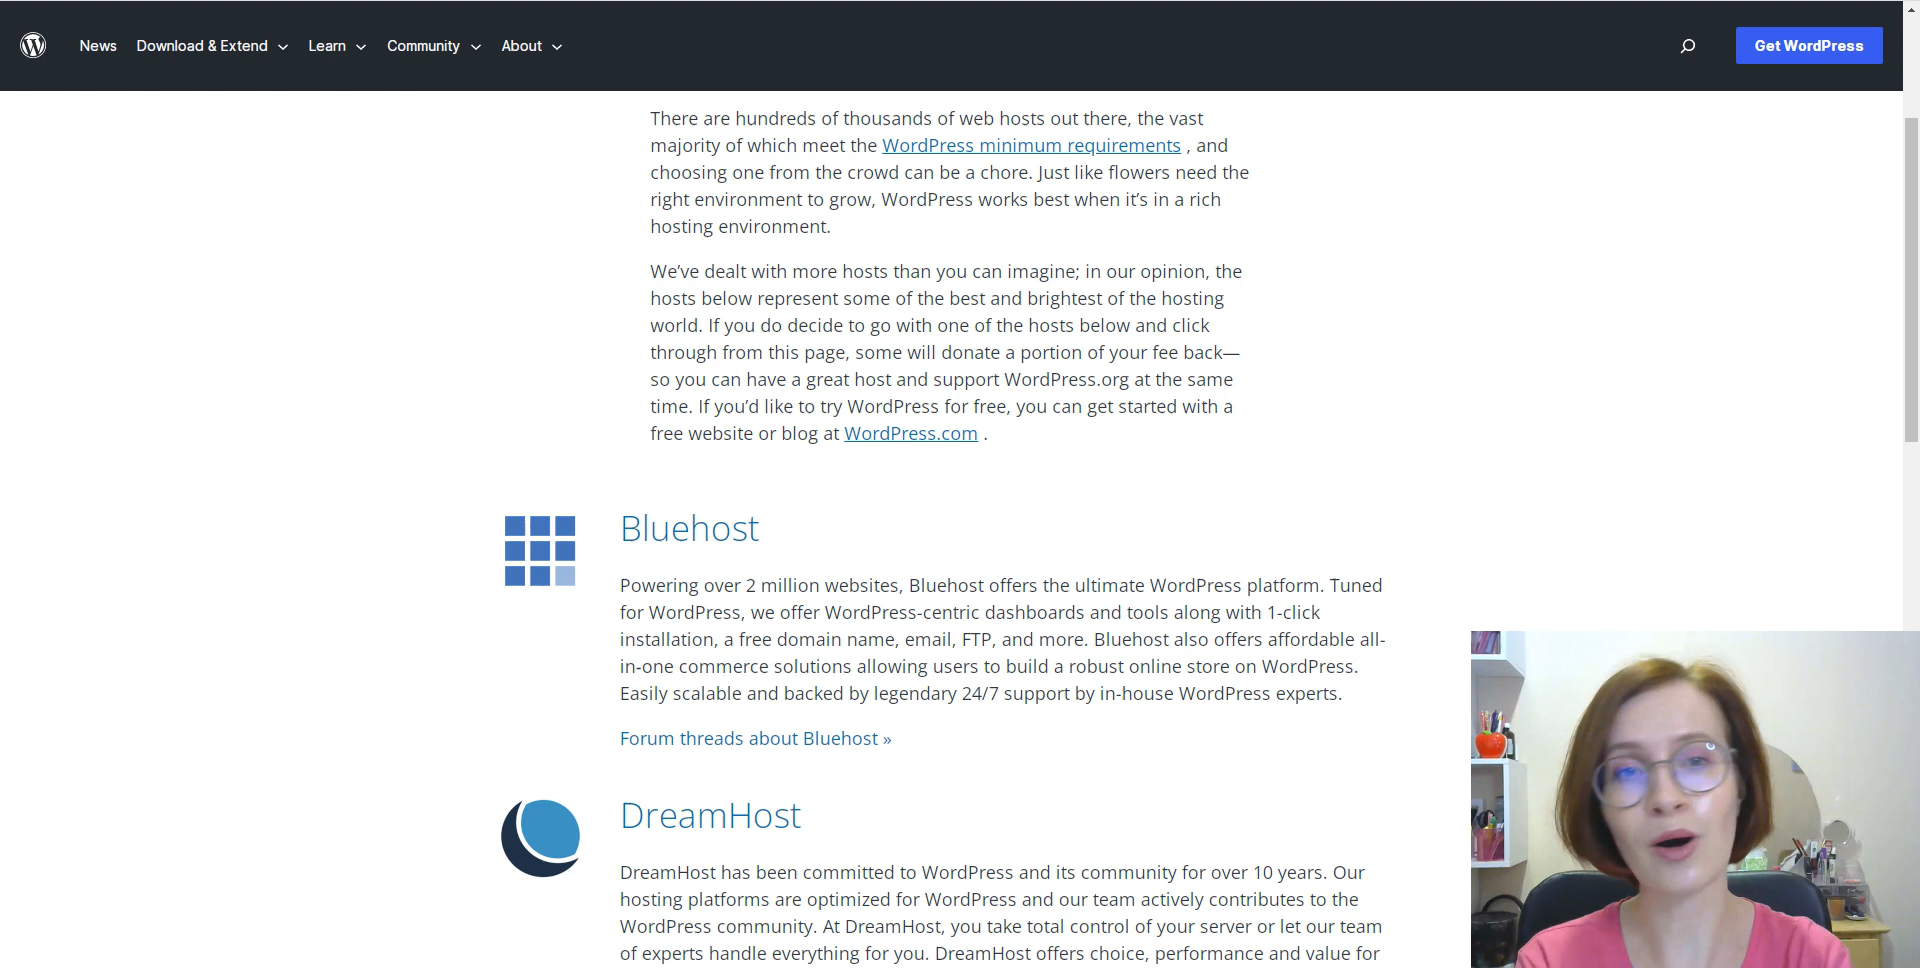 News Download & Extend Learn Community About Get WordPress
There are hundreds of thousands of web hosts out there, the vast
majority of which meet the WordPress minimum requirements , and
choosing one from the crowd can be a chore. Just like flowers need the
right environment to grow, WordPress works best when it’s in a rich
hosting environment.
We’ve dealt with more hosts than you can imagine; in our opinion, the
hosts below represent some of the best and brightest of the hosting
world. If you do decide to go with one of the hosts below and click
through from this page, some will donate a portion of your fee back—
so you can have a great host and support WordPress.org at the same
time. If you’d like to try WordPress for free, you can get started with a
free website or blog at WordPress.com .
Bluehost
Powering over 2 million websites, Bluehost offers the ultimate WordPress platform. Tuned
for WordPress, we offer WordPress-centric dashboards and tools along with 1-click
installation, a free domain name, email, FTP, and more. Bluehost also offers affordable all-
in-one commerce solutions allowing users to build a robust online store on WordPress.
Easily scalable and backed by legendary 24/7 support by in-house WordPress experts.
Forum threads about Bluehost »
DreamHost
DreamHost has been committed to WordPress and its community for over 10 years. Our
hosting platforms are optimized for WordPress and our team actively contributes to the
WordPress community. At DreamHost, you take total control of your server or let our team
of experts handle everything for you. DreamHost offers choice, performance and value for